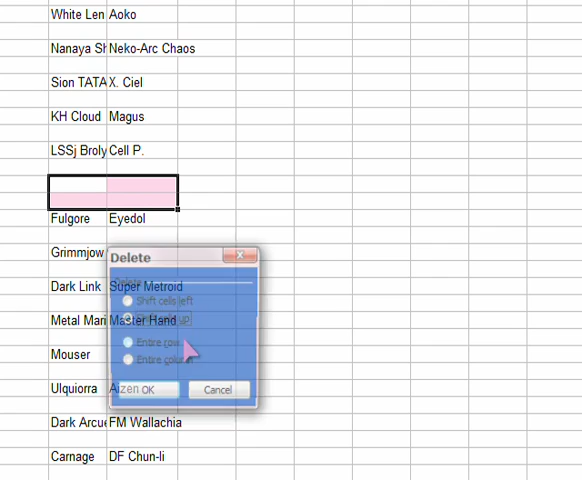 White Len Aoko
Nanaya Sh Neko-Arc Chaos
Sion TATA X. Ciel
KH Cloud Magus
LSSj Broly Cell P.
Fulgore Eyedol
Grimmjow
Delete
Delete
Dark Link Super Metroid
Shift cells left
Metal Mari Master Hand
up
Entire row
Mouser
Entire column
Ulquiorra Aizen
OK Cancel
Dark Arcue FM Wallachia
Carnage DF Chun-li